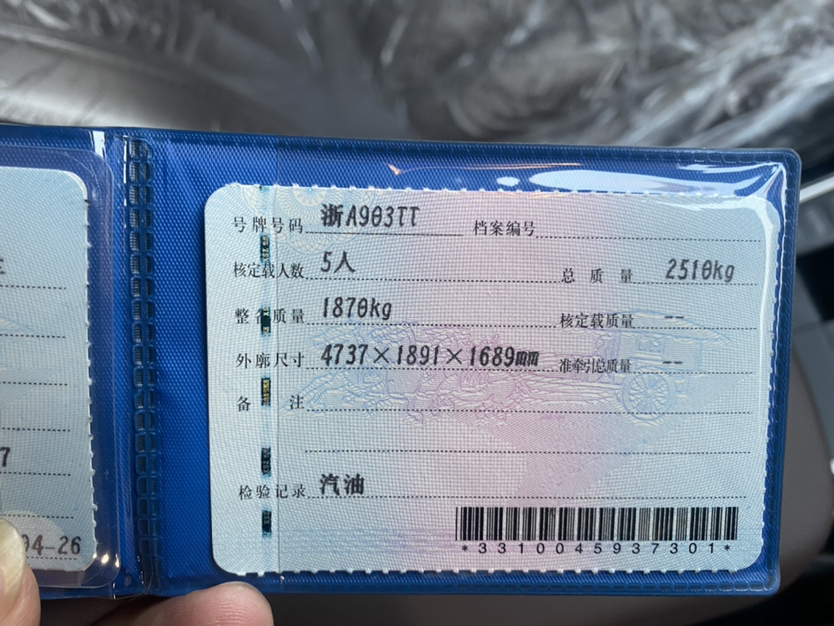 号牌号码 浙A903TT 档案编号
核定载人数 5人 总质量 2510kg
整备质量 1870kg 核定载质量 --
外廓尺寸 4737×1891×1689mm 准牵引总质量 --
备注
检验记录 汽油
*3310045937301*
7
04-26